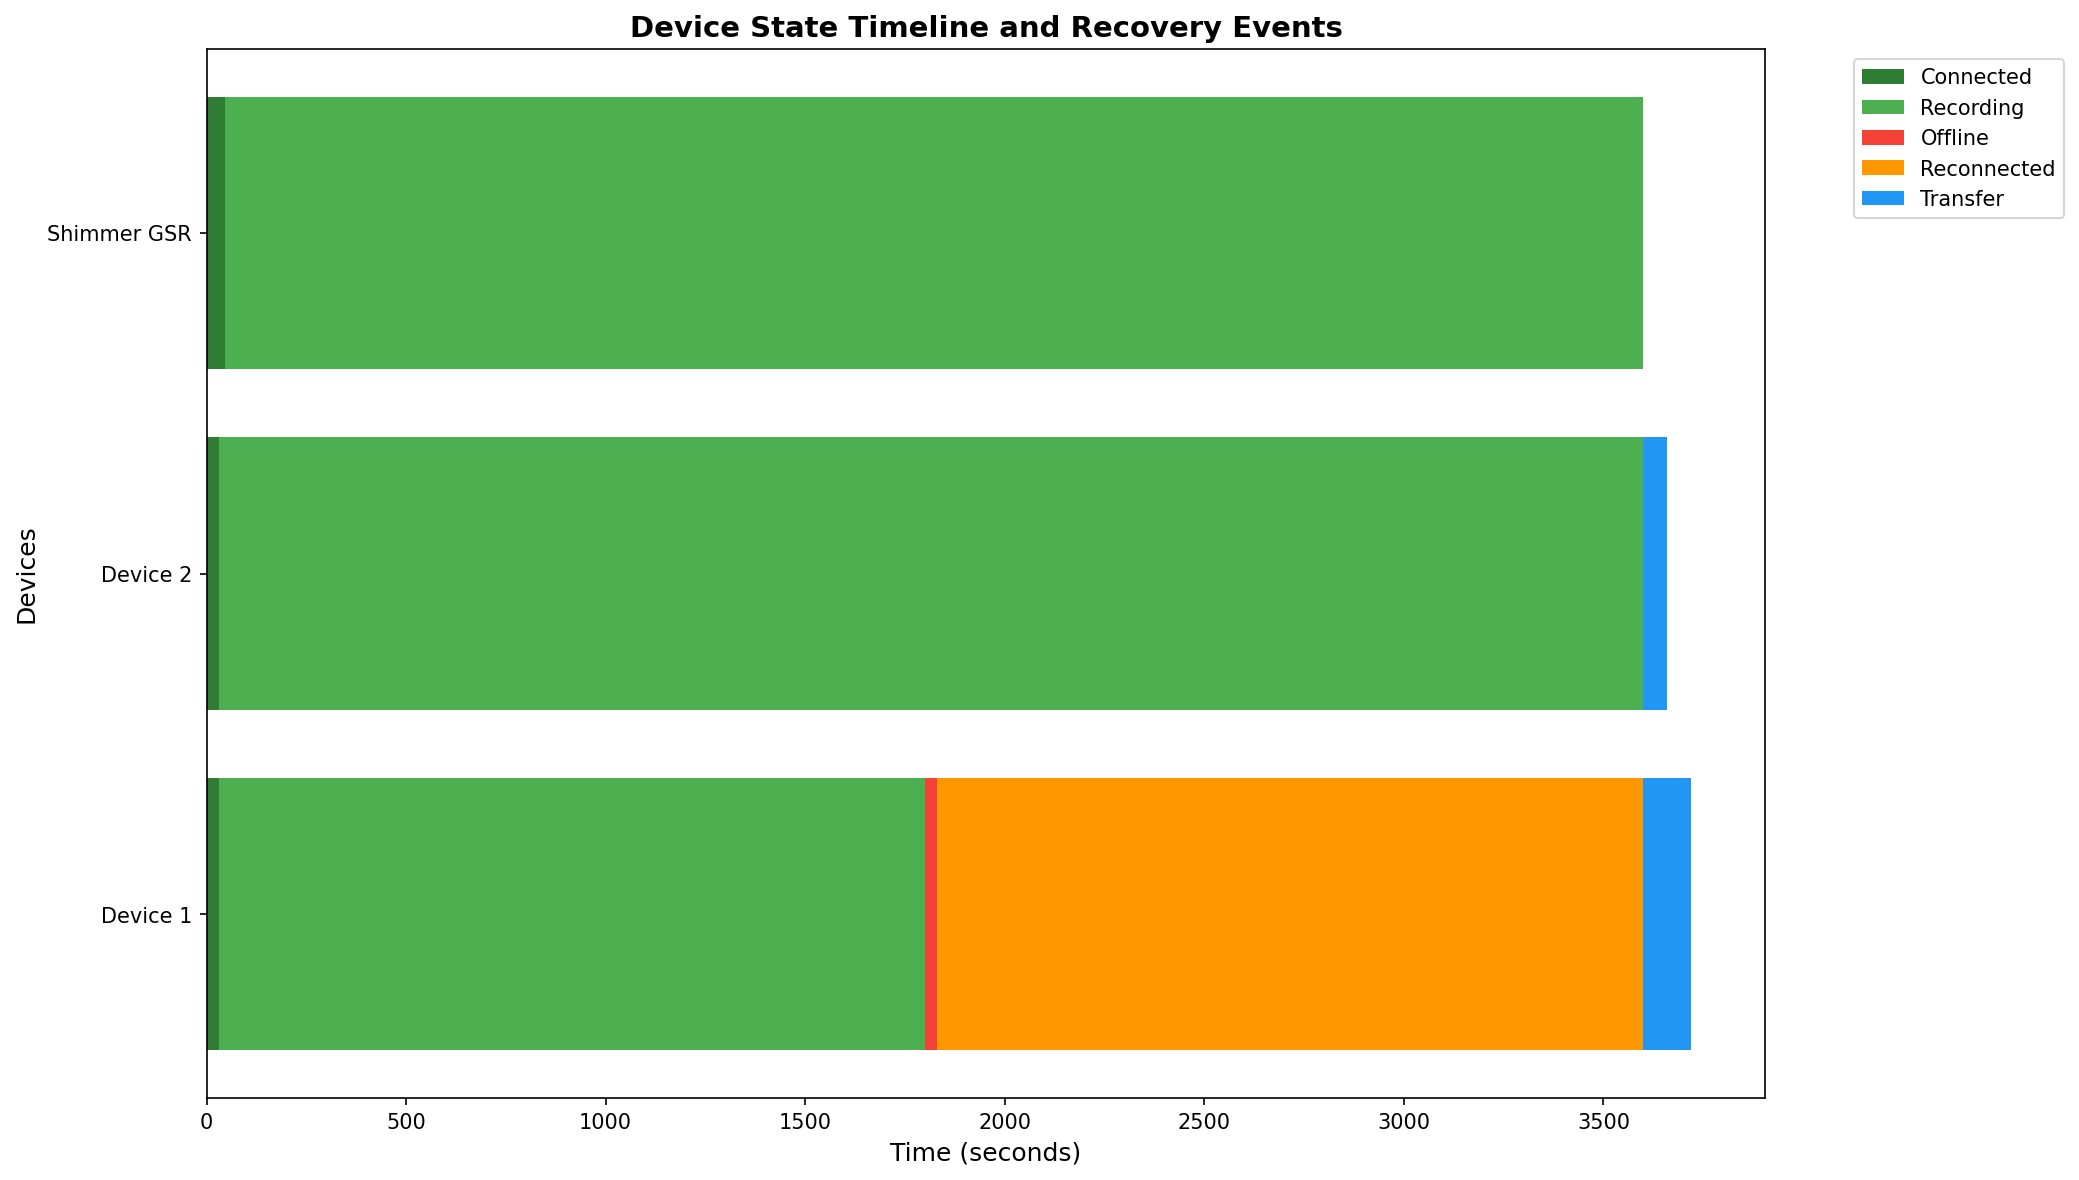 Device State Timeline and Recovery Events
Connected
Recording
Offline
Reconnected
Transfer
Devices
Shimmer GSR
Device 2
Device 1
0 500 1000 1500 2000 2500 3000 3500
Time (seconds)